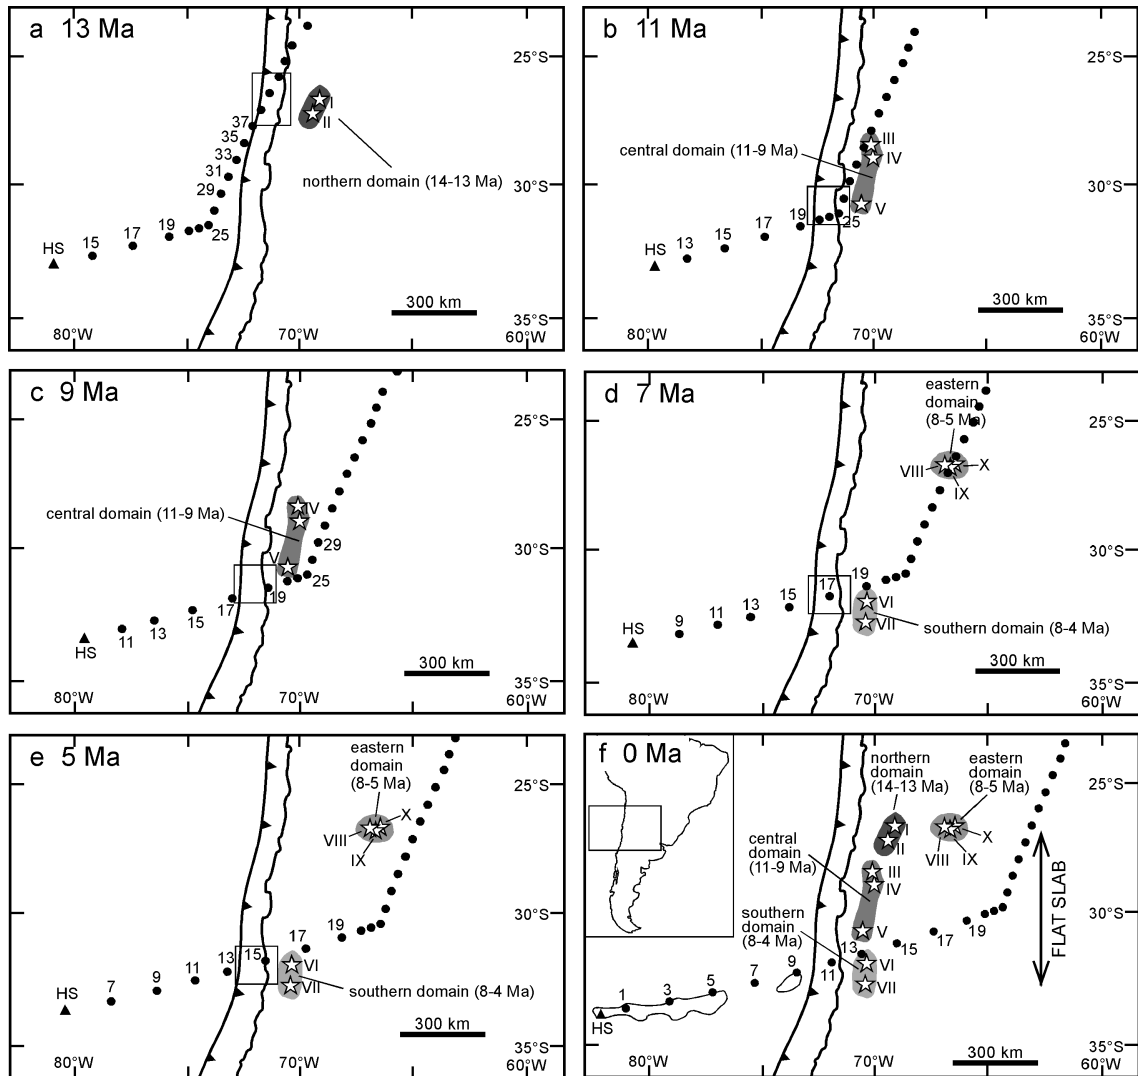 a 13 Ma
25°S
I
II
37
35
33
31
29
northern domain (14-13 Ma)
30°S
25
19
17
15
HS
300 km
80°W
70°W
35°S
60°W
b 11 Ma
25°S
III
central domain (11-9 Ma)
IV
30°S
V
25
19
17
15
13
HS
300 km
80°W
70°W
35°S
60°W
c 9 Ma
25°S
IV
central domain (11-9 Ma)
29
30°S
V
25
19
17
15
13
11
HS
300 km
80°W
70°W
35°S
60°W
d 7 Ma
eastern
domain
(8-5 Ma)
25°S
VIII
X
IX
30°S
19
17
15
13
11
9
HS
VI
VII
southern domain (8-4 Ma)
300 km
80°W
70°W
35°S
60°W
e 5 Ma
eastern
domain
(8-5 Ma)
25°S
X
VIII
IX
30°S
19
17
15
13
11
9
7
HS
VI
VII
southern domain (8-4 Ma)
300 km
80°W
70°W
35°S
60°W
f 0 Ma
northern
domain
(14-13 Ma)
eastern
domain
(8-5 Ma)
25°S
I
II
X
VIII
IX
central
domain
(11-9 Ma)
III
IV
30°S
southern
domain
(8-4 Ma)
V
FLAT SLAB
19
17
15
13
11
9
7
5
3
1
HS
VI
VII
300 km
80°W
70°W
35°S
60°W